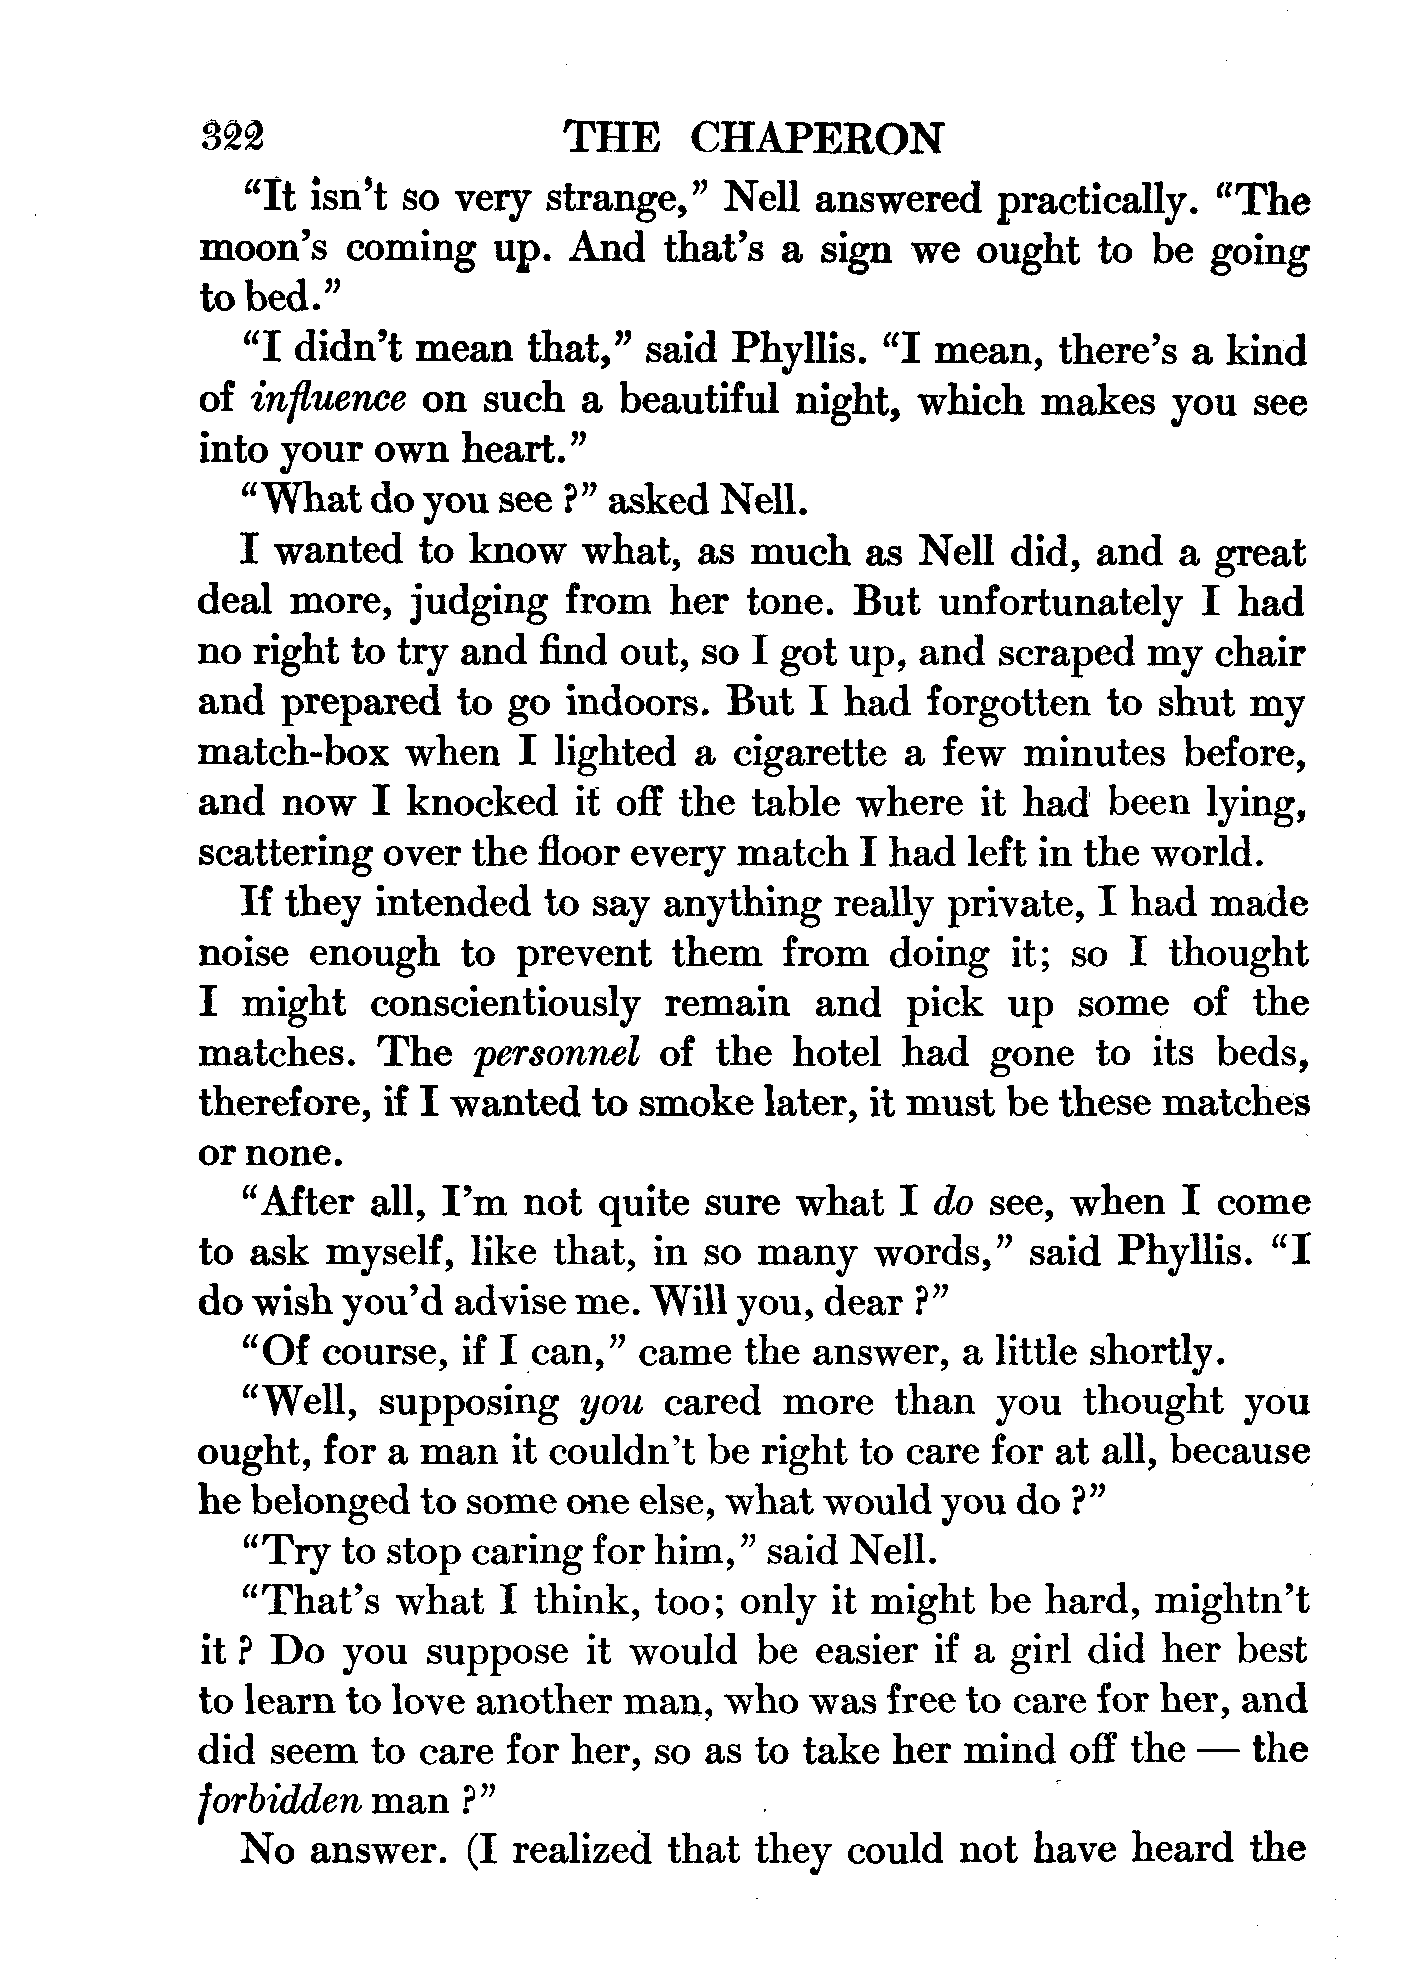 322 THE CHAPERON
“It isn’t so very strange,” Nell answered practically. “The
moon’s coming up. And that’s a sign we ought to be going
to bed.”
“I didn’t mean that,” said Phyllis. “I mean, there’s a kind
of influence on such a beautiful night, which makes you see
into your own heart.”
“What do you see ?” asked Nell.
I wanted to know what, as much as Nell did, and a great
deal more, judging from her tone. But unfortunately I had
no right to try and find out, so I got up, and scraped my chair
and prepared to go indoors. But I had forgotten to shut my
match-box when I lighted a cigarette a few minutes before,
and now I knocked it off the table where it had been lying,
scattering over the floor every match I had left in the world.
If they intended to say anything really private, I had made
noise enough to prevent them from doing it; so I thought
I might conscientiously remain and pick up some of the
matches. The personnel of the hotel had gone to its beds,
therefore, if I wanted to smoke later, it must be these matches
or none.
“After all, I’m not quite sure what I do see, when I come
to ask myself, like that, in so many words,” said Phyllis. “I
do wish you’d advise me. Will you, dear ?”
“Of course, if I can,” came the answer, a little shortly.
“Well, supposing you cared more than you thought you
ought, for a man it couldn’t be right to care for at all, because
he belonged to some one else, what would you do ?”
“Try to stop caring for him,” said Nell.
“That’s what I think, too; only it might be hard, mightn’t
it ? Do you suppose it would be easier if a girl did her best
to learn to love another man, who was free to care for her, and
did seem to care for her, so as to take her mind off the — the
forbidden man ?”
No answer. (I realized that they could not have heard the